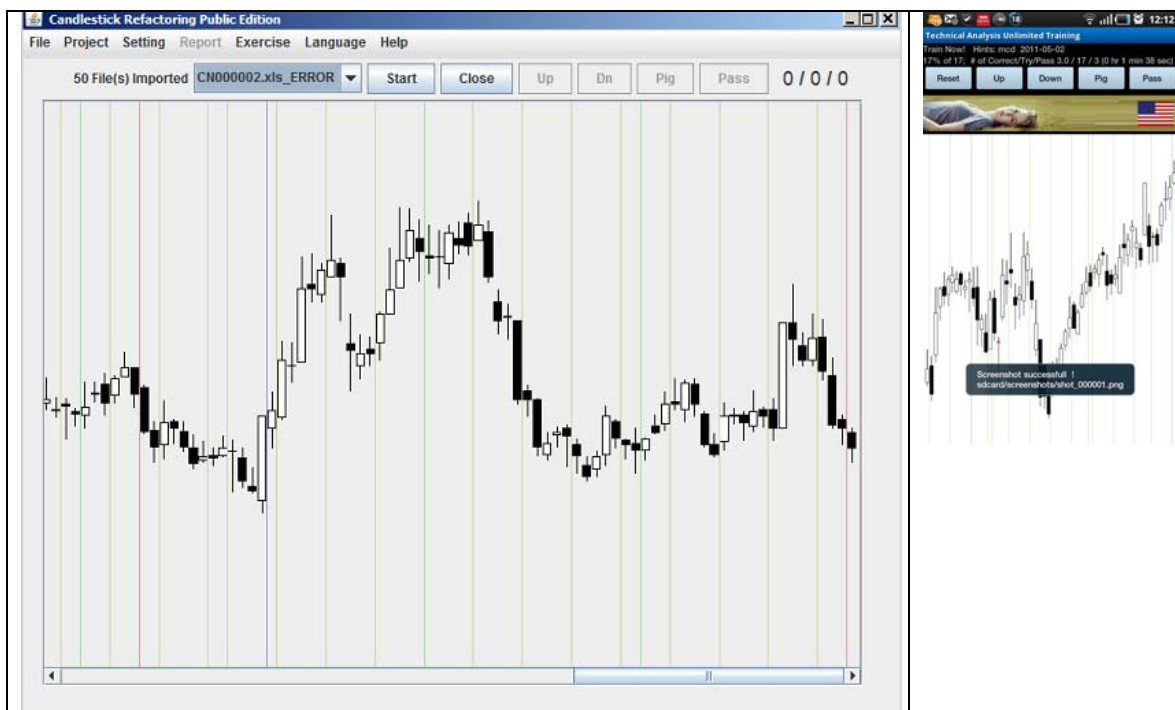 Candlestick Refactoring Public Edition
File Project Setting Report Exercise Language Help
50 File(s) Imported CN000002.xls_ERROR Start Close Up Dn Pig Pass 0 / 0 / 0
18 12:12
Technical Analysis Unlimited Training
Train Now! Hints: mcd 2011-05-02
17% of 17; # of Correct/Try/Pass 3.0 / 17 / 3 (0 hr 1 min 38 sec)
Reset Up Down Pig Pass
Screenshot successfull !
sdcard/screenshots/shot_000001.png